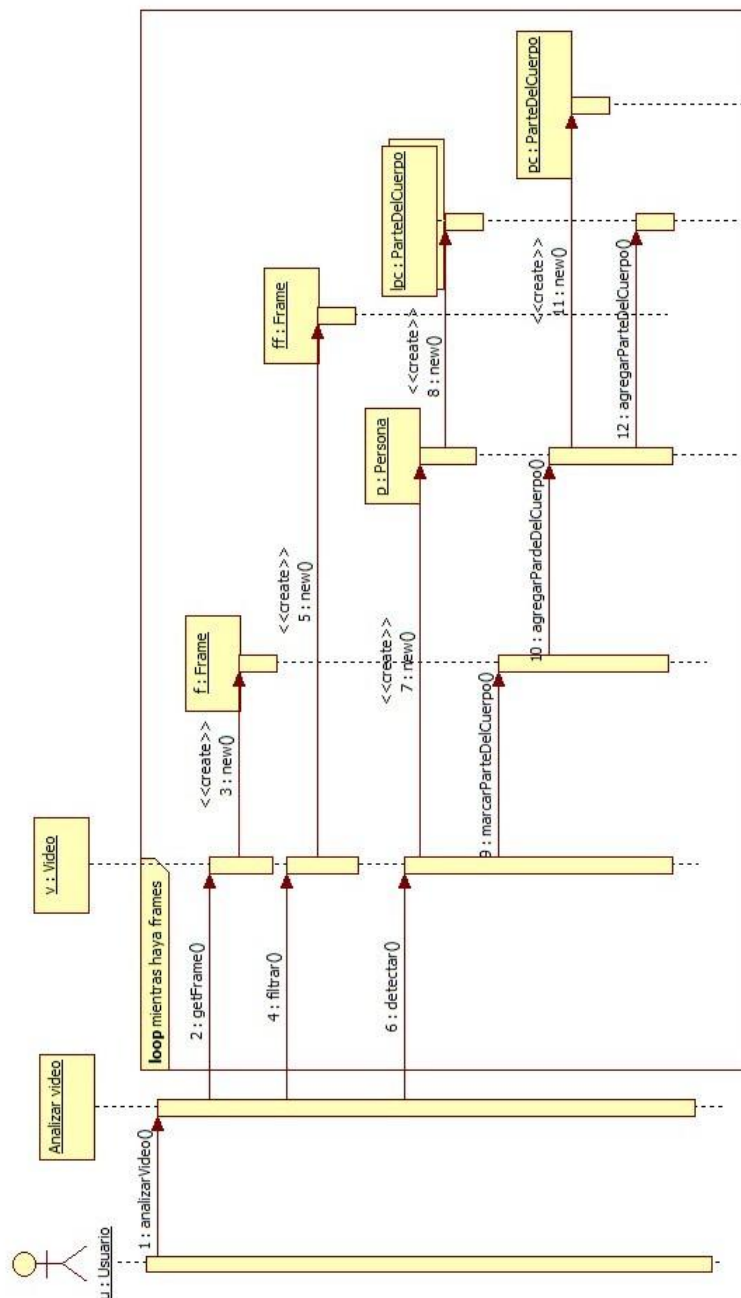 u : Usuario
Analizar video
v : Video
f : Frame
ff : Frame
p : Persona
lpc : ParteDelCuerpo
pc : ParteDelCuerpo
loop mientras haya frames
1 : analizarVideo()
2 : getFrame()
<<create>>
3 : new()
4 : filtrar()
<<create>>
5 : new()
6 : detectar()
<<create>>
7 : new()
<<create>>
8 : new()
9 : marcarParteDelCuerpo()
10 : agregarPardeDelCuerpo()
<<create>>
11 : new()
12 : agregarParteDelCuerpo()